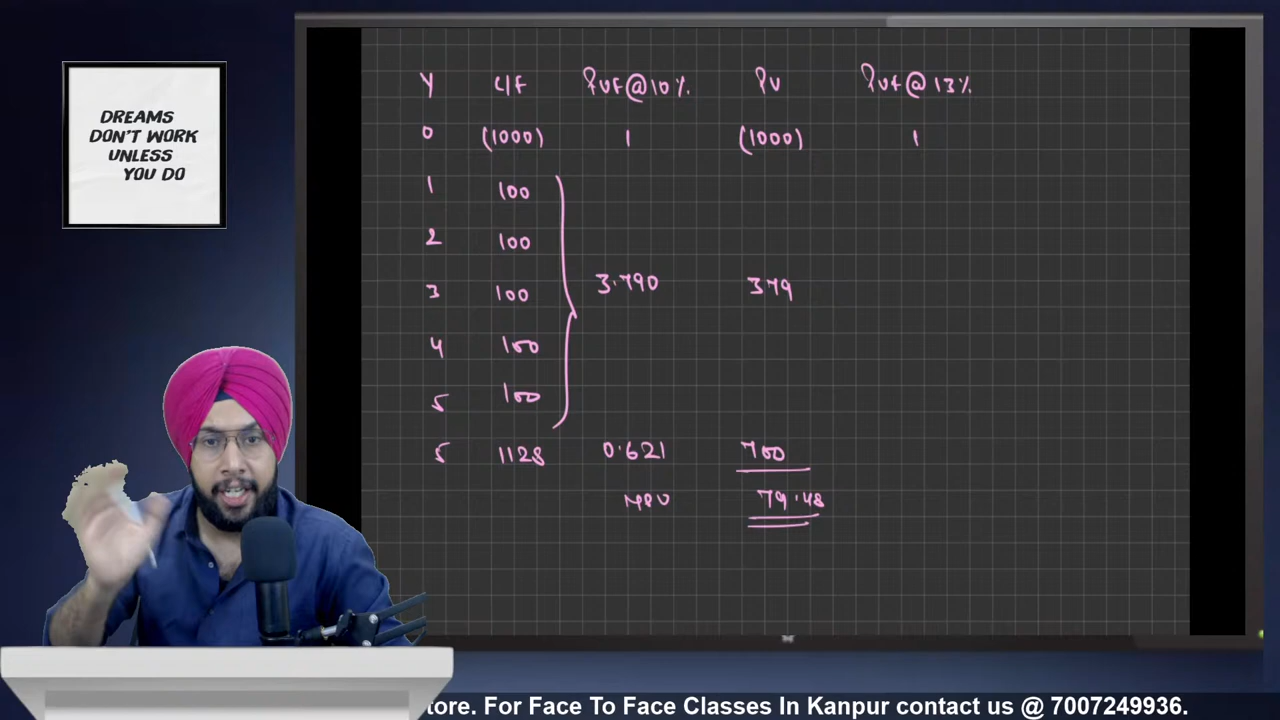 DREAMS
DON'T WORK
UNLESS
YOU DO
Y C/F PVF@10% PV PVF@13%
0 (1000) 1 (1000) 1
1 100
2 100
3 100 3.790 379
4 100
5 100
5 1128 0.621 700
NPV 79.48
tore. For Face To Face Classes In Kanpur contact us @ 7007249936.